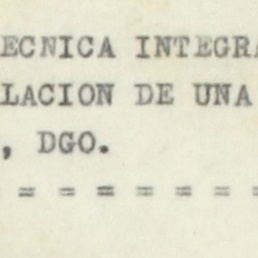 ECNICA INTEGRA
LACION DE UNA
, DGO.
= = = = = = =